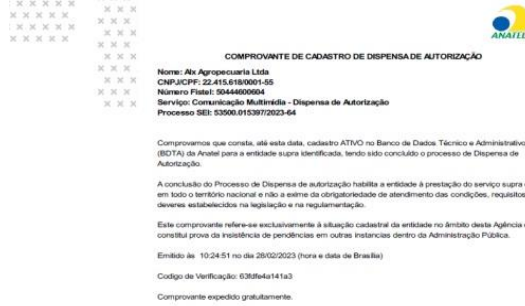 ANATEL
COMPROVANTE DE CADASTRO DE DISPENSA DE AUTORIZAÇÃO
Nome: Alx Agropecuaria Ltda
CNPJ/CPF: 22.415.618/0001-55
Número Fistel: 50444600604
Serviço: Comunicação Multimídia - Dispensa de Autorização
Processo SEI: 53500.015397/2023-64
Comprovamos que consta, até esta data, cadastro ATIVO no Banco de Dados Técnico e Administrativo
(BDTA) da Anatel para a entidade supra identificada, tendo sido concluído o processo de Dispensa de
Autorização.
A conclusão do Processo de Dispensa de autorização habilita a entidade à prestação do serviço supra
em todo o território nacional e não a exime da obrigatoriedade de atendimento das condições, requisitos
deveres estabelecidos na legislação e na regulamentação.
Este comprovante refere-se exclusivamente à situação cadastral da entidade no âmbito desta Agência
constitui prova da insistência de pendências em outras instancias dentro da Administração Pública.
Emitido às 10:24:51 no dia 28/02/2023 (hora e data de Brasília)
Codigo de Verificação: 63fdfe4a141a3
Comprovante expedido gratuitamente.